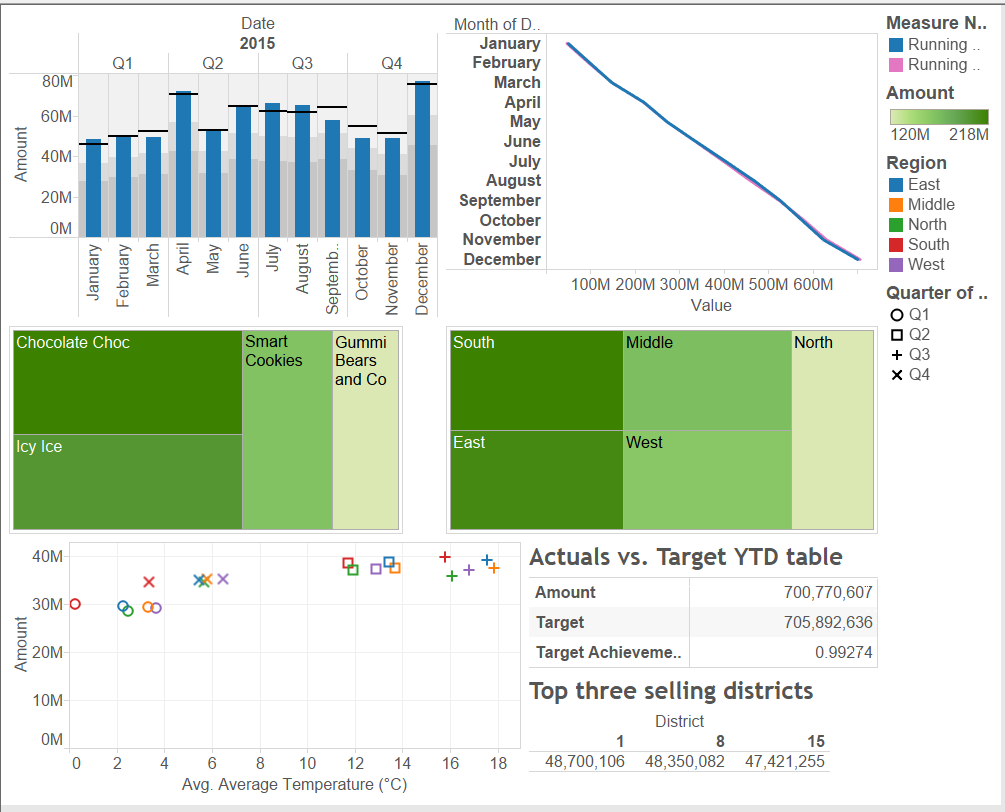 Date
2015
Q1 Q2 Q3 Q4
80M
60M
40M
20M
0M
Amount
January February March April May June July August Septemb.. October November December
Month of D..
January
February
March
April
May
June
July
August
September
October
November
December
100M 200M 300M 400M 500M 600M
Value
Measure N..
Running ..
Running ..
Amount
120M 218M
Region
East
Middle
North
South
West
Quarter of ..
Q1
Q2
Q3
Q4
Chocolate Choc
Icy Ice
Smart
Cookies
Gummi
Bears
and Co
South
East
Middle
West
North
40M
30M
20M
10M
0M
Amount
0 2 4 6 8 10 12 14 16 18
Avg. Average Temperature (°C)
Actuals vs. Target YTD table
Amount 700,770,607
Target 705,892,636
Target Achieveme.. 0.99274
Top three selling districts
District
1 8 15
48,700,106 48,350,082 47,421,255